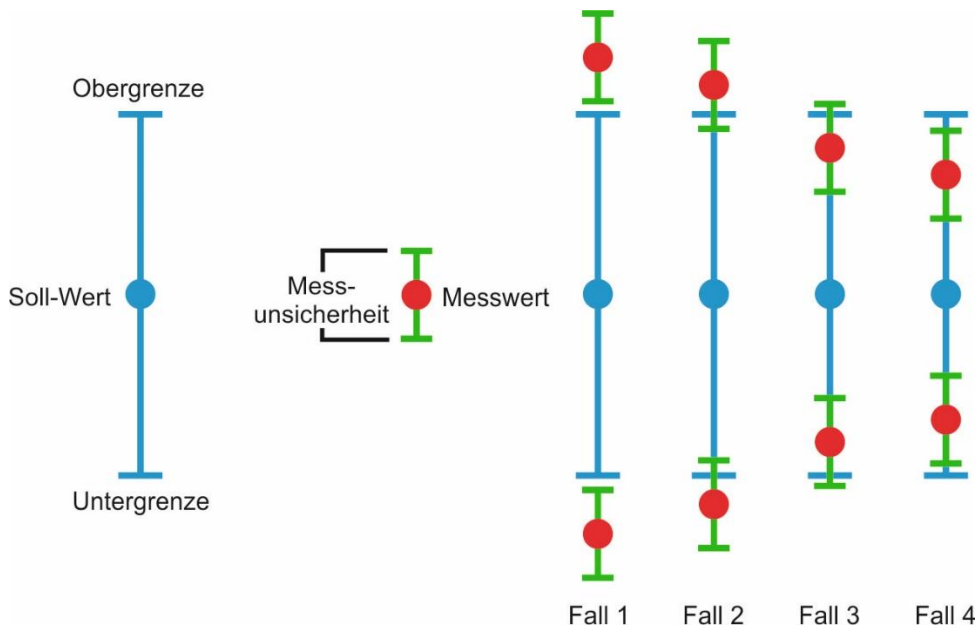 Obergrenze
Soll-Wert
Mess-
unsicherheit
Messwert
Untergrenze
Fall 1
Fall 2
Fall 3
Fall 4